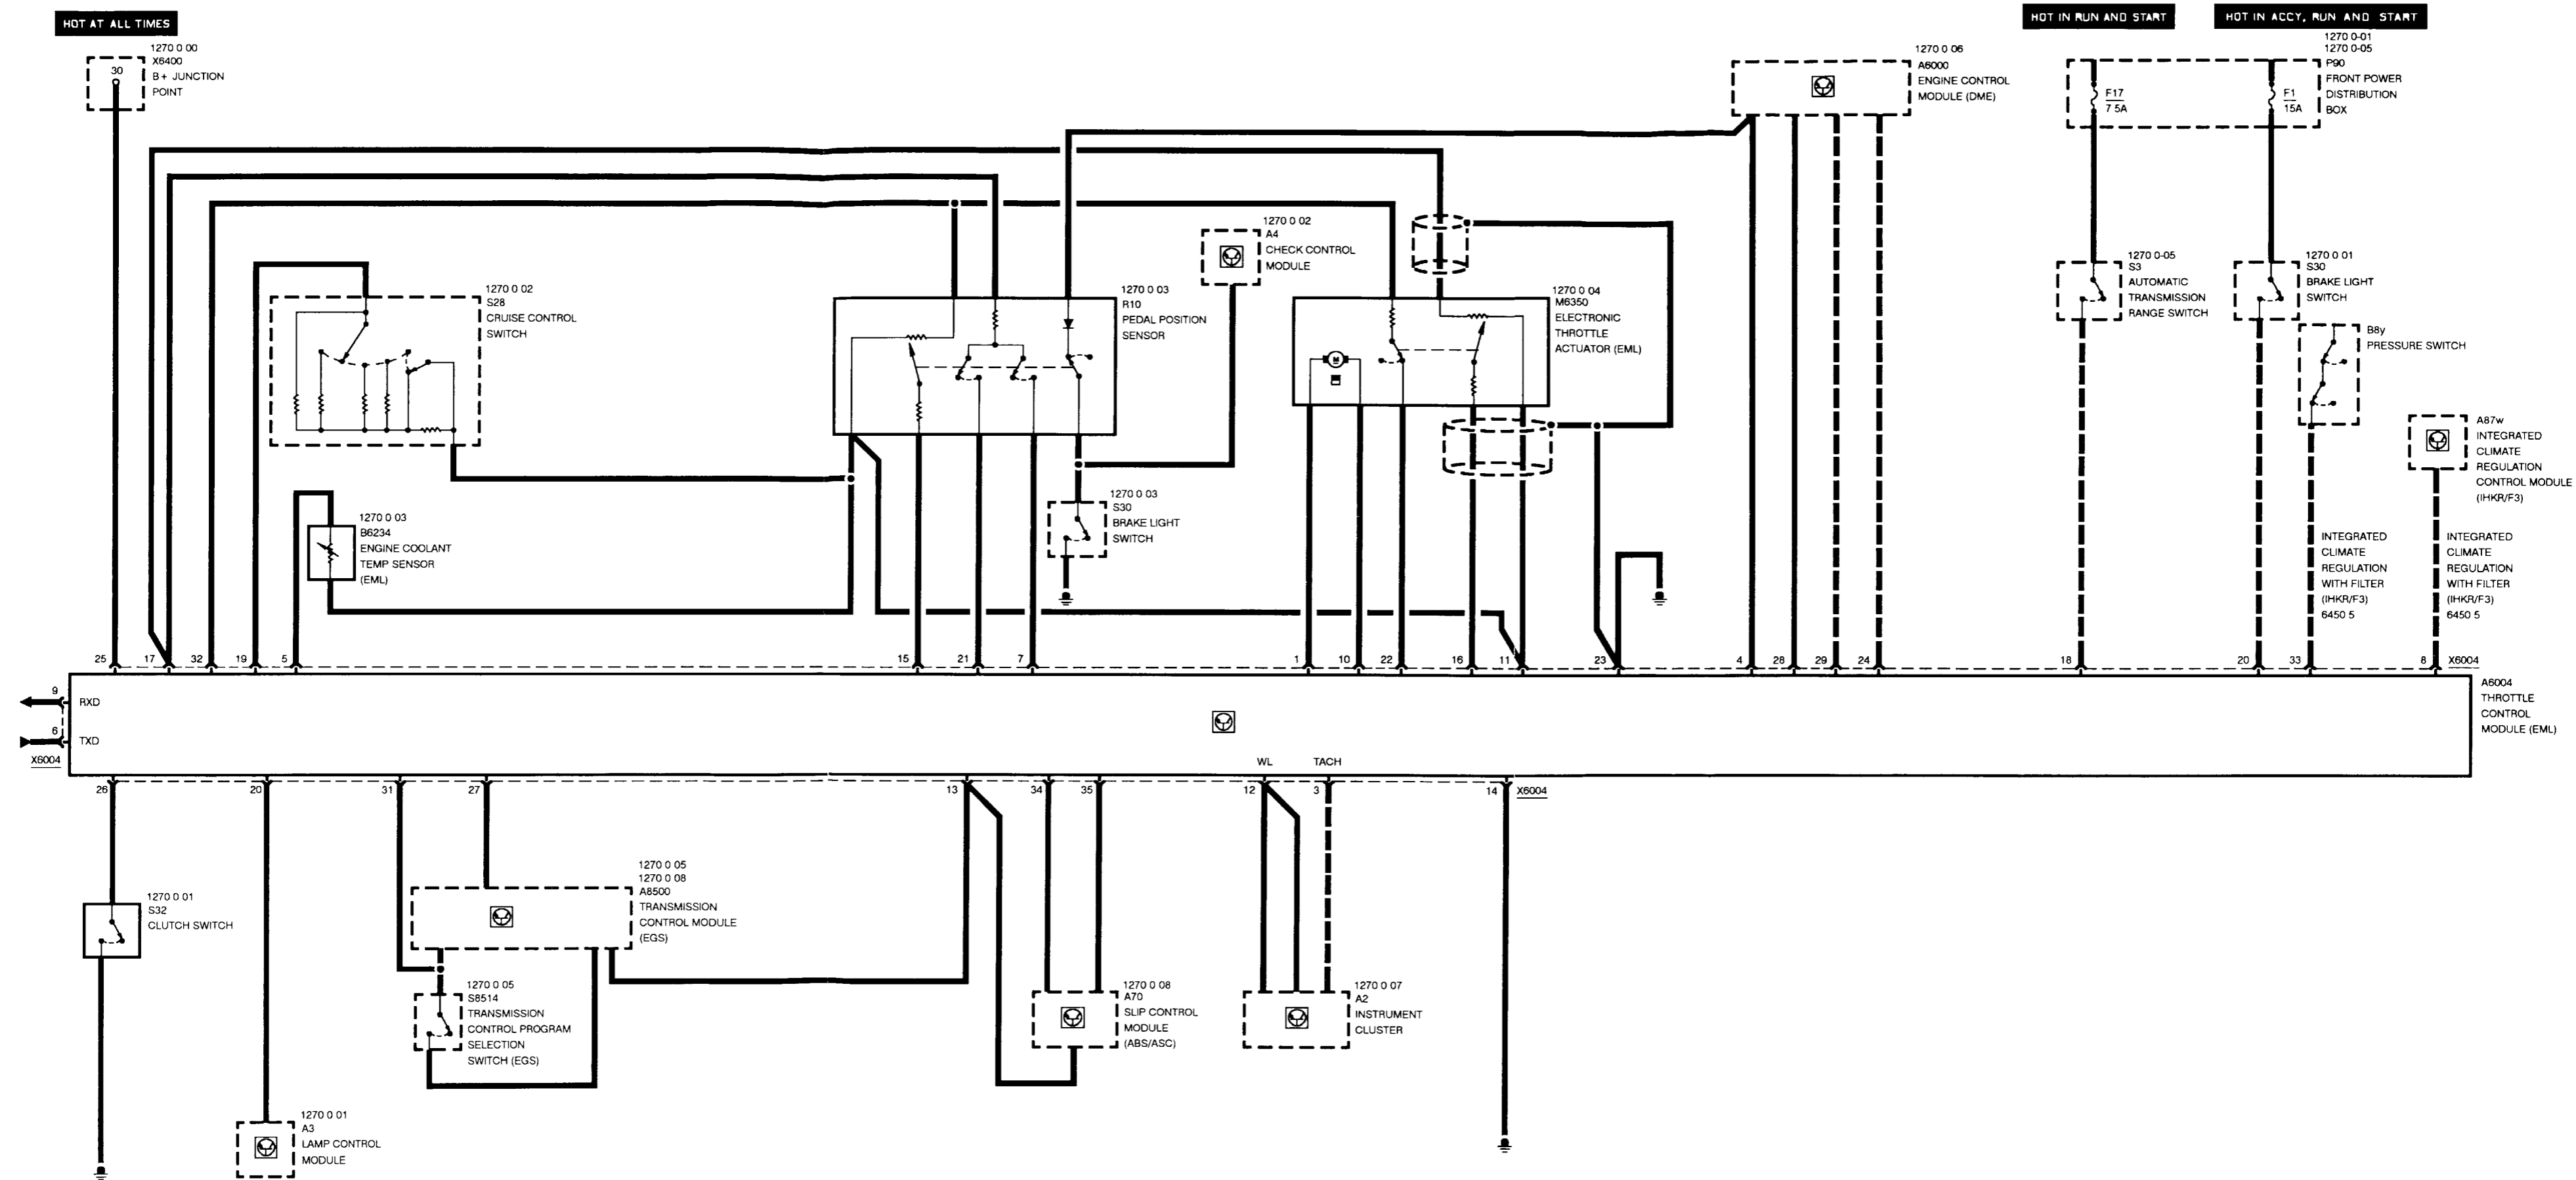 HOT AT ALL TIMES
HOT IN RUN AND START
HOT IN ACCY, RUN AND START
30
1270 0 00
X6400
B+ JUNCTION
POINT
1270 0 06
A6000
ENGINE CONTROL
MODULE (DME)
F17
7 5A
F1
15A
1270 0-01
1270 0-05
P90
FRONT POWER
DISTRIBUTION
BOX
1270 0 02
S28
CRUISE CONTROL
SWITCH
1270 0 03
R10
PEDAL POSITION
SENSOR
1270 0 02
A4
CHECK CONTROL
MODULE
M
1270 0 04
M6350
ELECTRONIC
THROTTLE
ACTUATOR (EML)
1270 0-05
S3
AUTOMATIC
TRANSMISSION
RANGE SWITCH
1270 0 01
S30
BRAKE LIGHT
SWITCH
B8y
PRESSURE SWITCH
A87w
INTEGRATED
CLIMATE
REGULATION
CONTROL MODULE
(IHKR/F3)
1270 0 03
B6234
ENGINE COOLANT
TEMP SENSOR
(EML)
1270 0 03
S30
BRAKE LIGHT
SWITCH
INTEGRATED
CLIMATE
REGULATION
WITH FILTER
(IHKR/F3)
6450 5
INTEGRATED
CLIMATE
REGULATION
WITH FILTER
(IHKR/F3)
6450 5
25 17 32 19 5 15 21 7 1 10 22 16 11 23 4 28 29 24 18 20 33 8 X6004
9
RXD
6
TXD
X6004
A6004
THROTTLE
CONTROL
MODULE (EML)
WL TACH
26 20 31 27 13 34 35 12 3 14 X6004
1270 0 01
S32
CLUTCH SWITCH
1270 0 05
1270 0 08
A8500
TRANSMISSION
CONTROL MODULE
(EGS)
1270 0 05
S8514
TRANSMISSION
CONTROL PROGRAM
SELECTION
SWITCH (EGS)
1270 0 08
A70
SLIP CONTROL
MODULE
(ABS/ASC)
1270 0 07
A2
INSTRUMENT
CLUSTER
1270 0 01
A3
LAMP CONTROL
MODULE